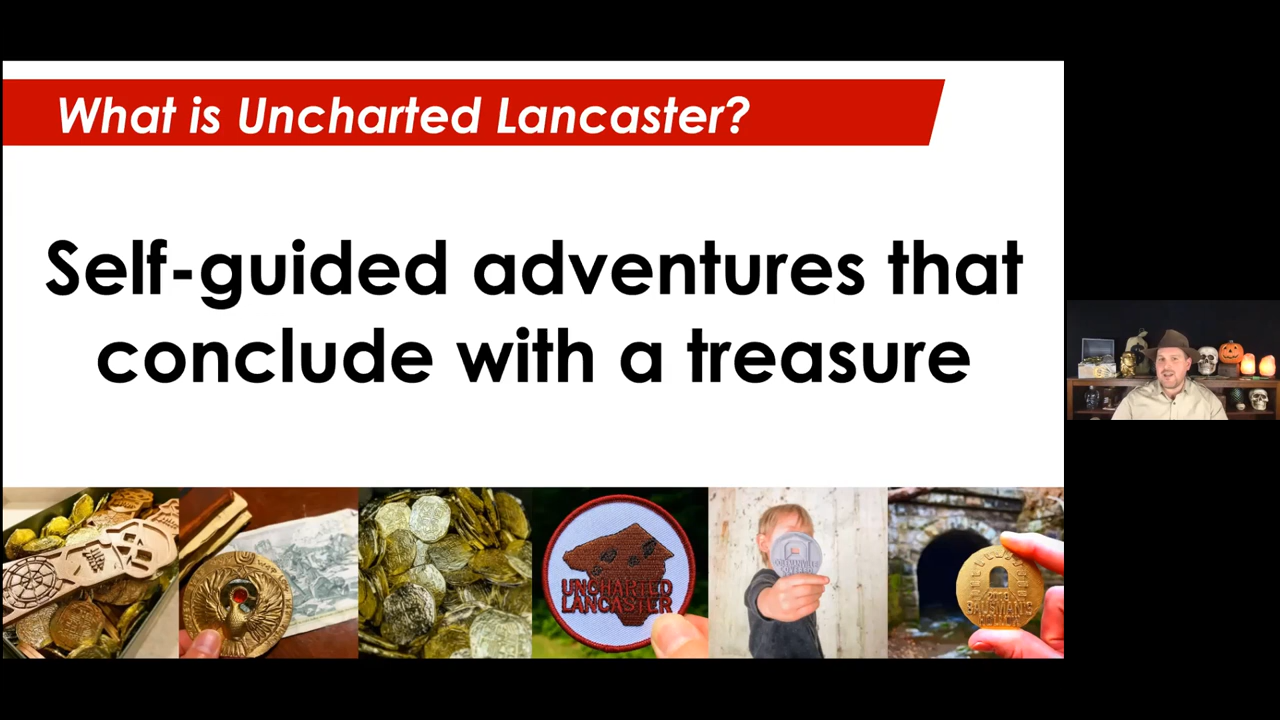 What is Uncharted Lancaster?
Self-guided adventures that
conclude with a treasure
UNCHARTED
LANCASTER